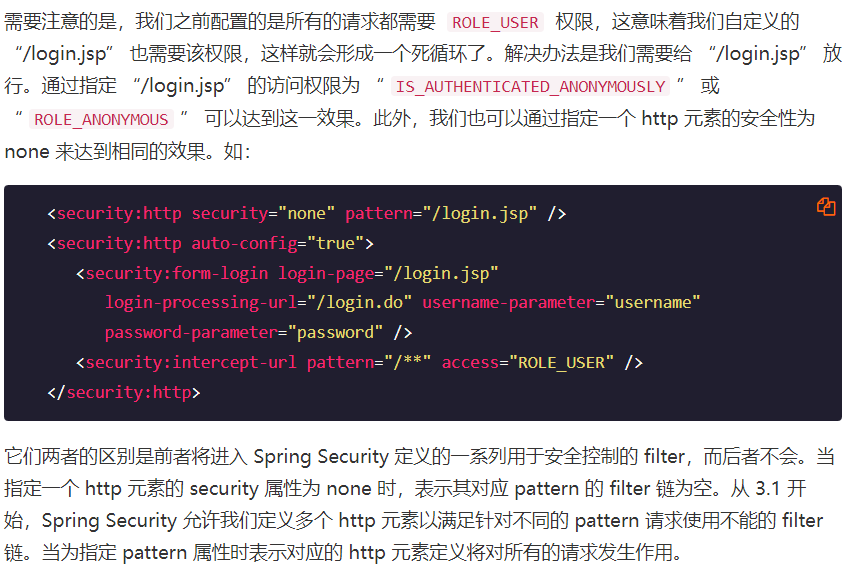 需要注意的是，我们之前配置的是所有的请求都需要 ROLE_USER 权限，这意味着我们自定义的
“/login.jsp” 也需要该权限，这样就会形成一个死循环了。解决办法是我们需要给 “/login.jsp” 放
行。通过指定 “/login.jsp” 的访问权限为 “ IS_AUTHENTICATED_ANONYMOUSLY ” 或
“ ROLE_ANONYMOUS ” 可以达到这一效果。此外，我们也可以通过指定一个 http 元素的安全性为
none 来达到相同的效果。如：
<security:http security="none" pattern="/login.jsp" />
<security:http auto-config="true">
<security:form-login login-page="/login.jsp"
login-processing-url="/login.do" username-parameter="username"
password-parameter="password" />
<security:intercept-url pattern="/**" access="ROLE_USER" />
</security:http>
它们两者的区别是前者将进入 Spring Security 定义的一系列用于安全控制的 filter，而后者不会。当
指定一个 http 元素的 security 属性为 none 时，表示其对应 pattern 的 filter 链为空。从 3.1 开
始，Spring Security 允许我们定义多个 http 元素以满足针对不同的 pattern 请求使用不能的 filter
链。当为指定 pattern 属性时表示对应的 http 元素定义将对所有的请求发生作用。